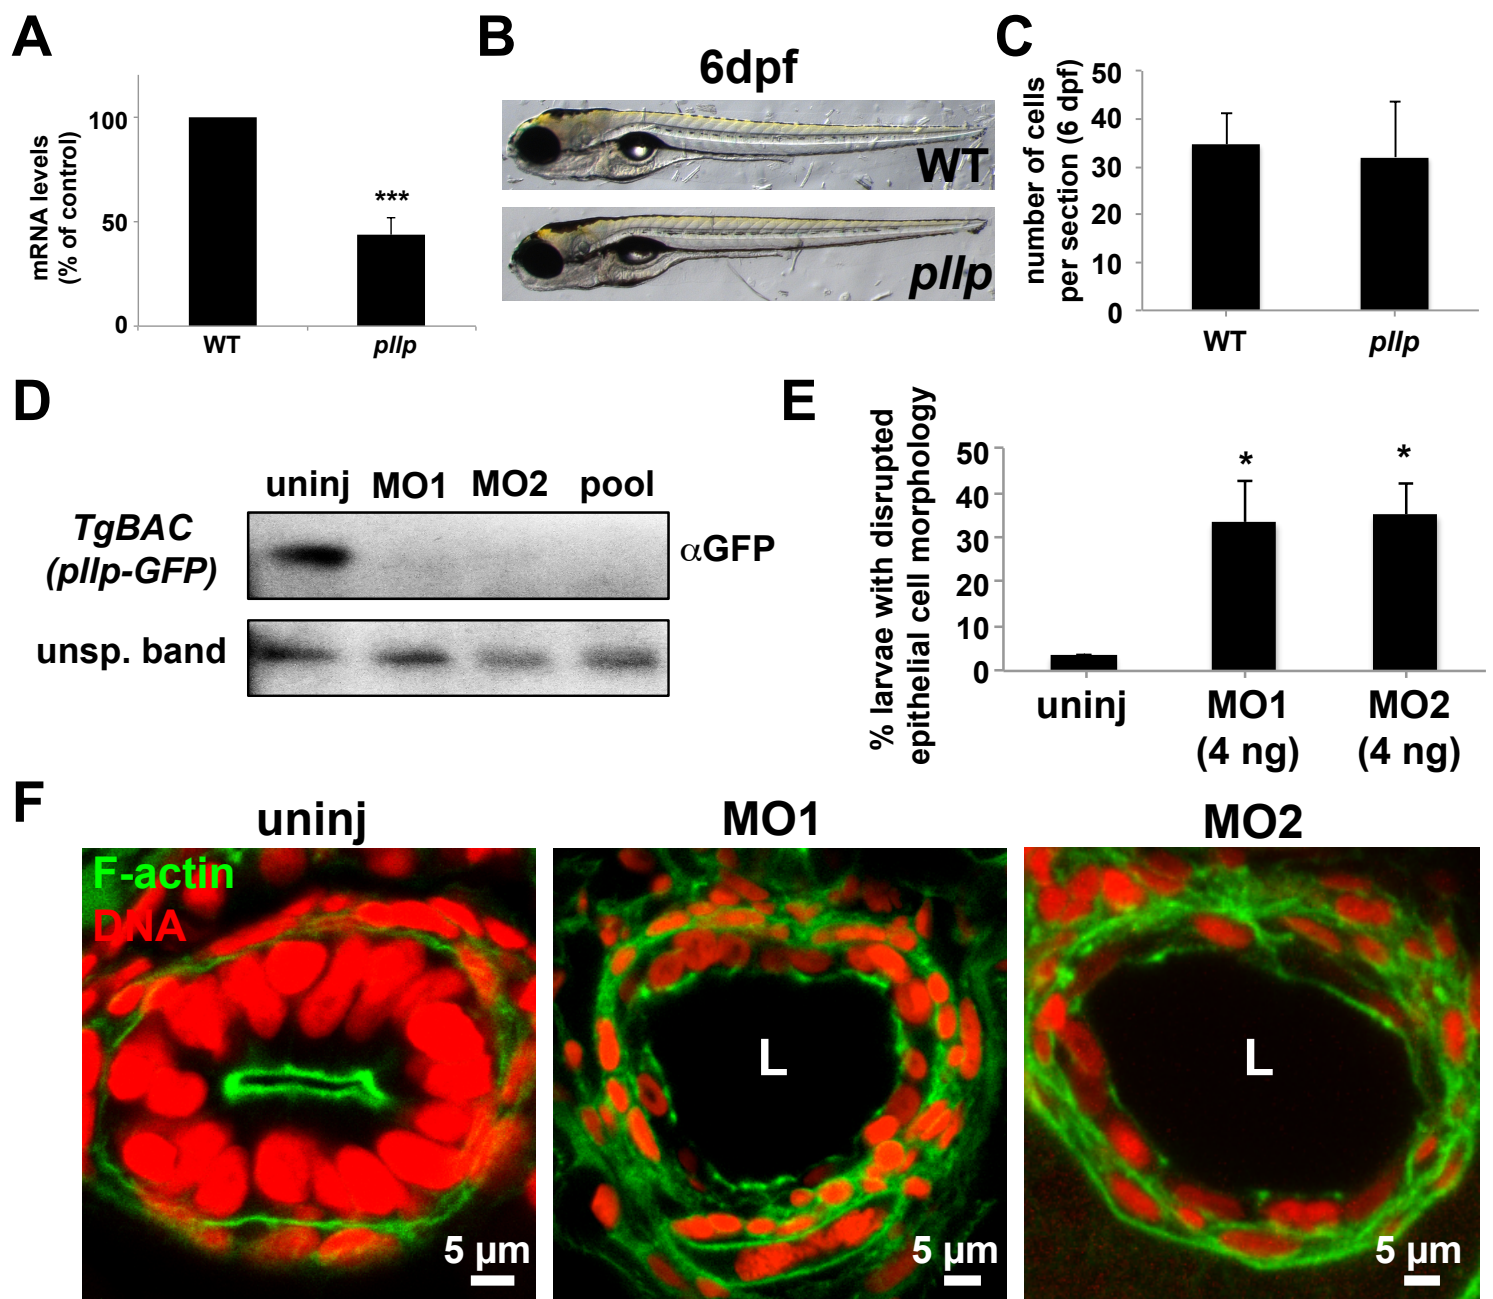 A
mRNA levels
(% of control)
100
50
0
***
WT
pllp
B
6dpf
WT
pllp
C
number of cells
per section (6 dpf)
50
40
30
20
10
0
WT
pllp
D
uninj MO1 MO2 pool
TgBAC
(pllp-GFP)
αGFP
unsp. band
E
% larvae with disrupted
epithelial cell morphology
50
40
30
20
10
0
*
*
uninj
MO1
(4 ng)
MO2
(4 ng)
F
uninj
MO1
MO2
F-actin
DNA
L
L
5 µm
5 µm
5 µm